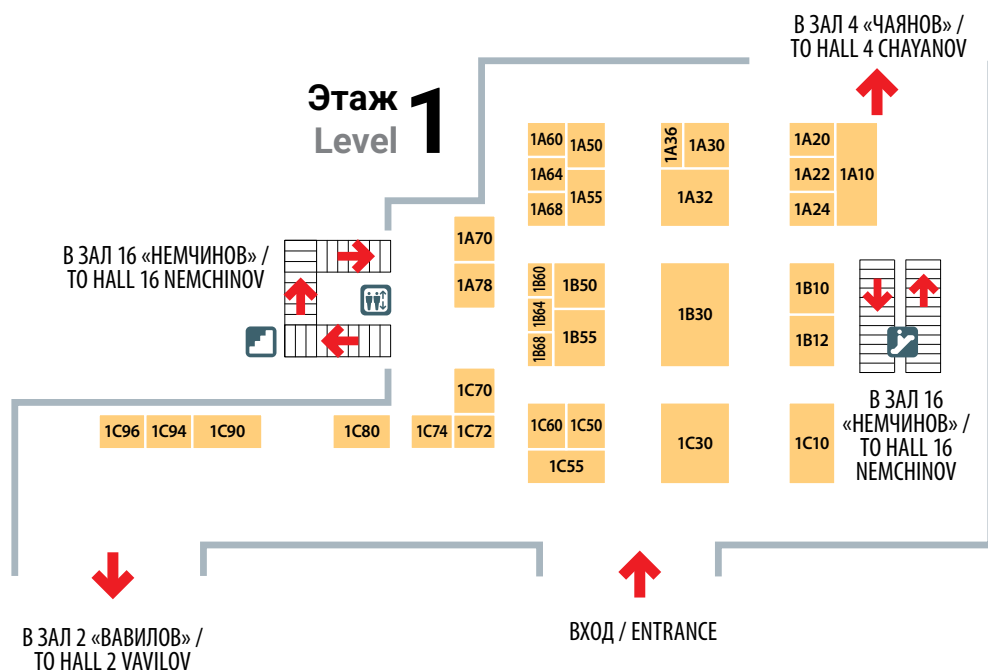 В ЗАЛ 4 «ЧАЯНОВ» /
TO HALL 4 CHAYANOV
Этаж 1
Level
1A60
1A50
1A36
1A30
1A20
1A10
1A64
1A22
1A55
1A32
1A68
1A24
1A70
В ЗАЛ 16 «НЕМЧИНОВ» /
TO HALL 16 NEMCHINOV
1A78
1B60
1B50
1B30
1B10
1B64
1B55
1B68
1B12
1C70
В ЗАЛ 16
«НЕМЧИНОВ» /
TO HALL 16
NEMCHINOV
1C96
1C94
1C90
1C80
1C74
1C72
1C60
1C50
1C30
1C10
1C55
ВХОД / ENTRANCE
В ЗАЛ 2 «ВАВИЛОВ» /
TO HALL 2 VAVILOV